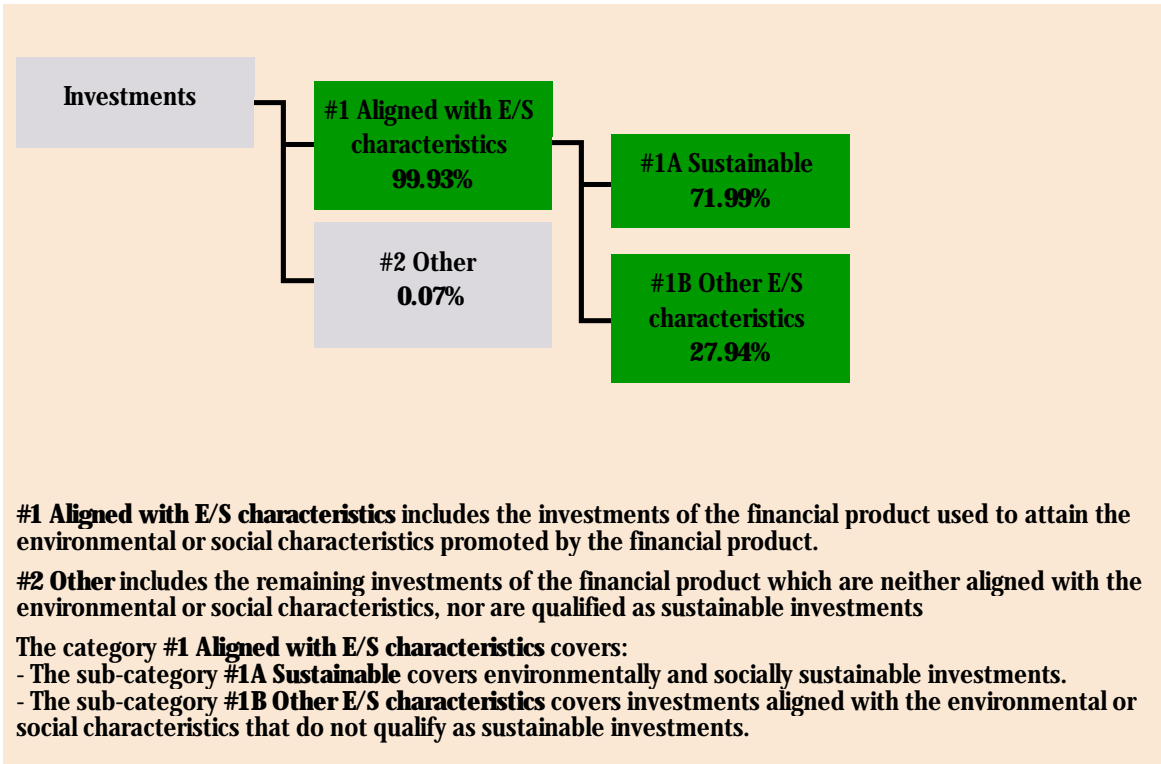 Investments
#1 Aligned with E/S
characteristics
99.93%
#2 Other
0.07%
#1A Sustainable
71.99%
#1B Other E/S
characteristics
27.94%
#1 Aligned with E/S characteristics includes the investments of the financial product used to attain the
environmental or social characteristics promoted by the financial product.
#2 Other includes the remaining investments of the financial product which are neither aligned with the
environmental or social characteristics, nor are qualified as sustainable investments
The category #1 Aligned with E/S characteristics covers:
- The sub-category #1A Sustainable covers environmentally and socially sustainable investments.
- The sub-category #1B Other E/S characteristics covers investments aligned with the environmental or
social characteristics that do not qualify as sustainable investments.